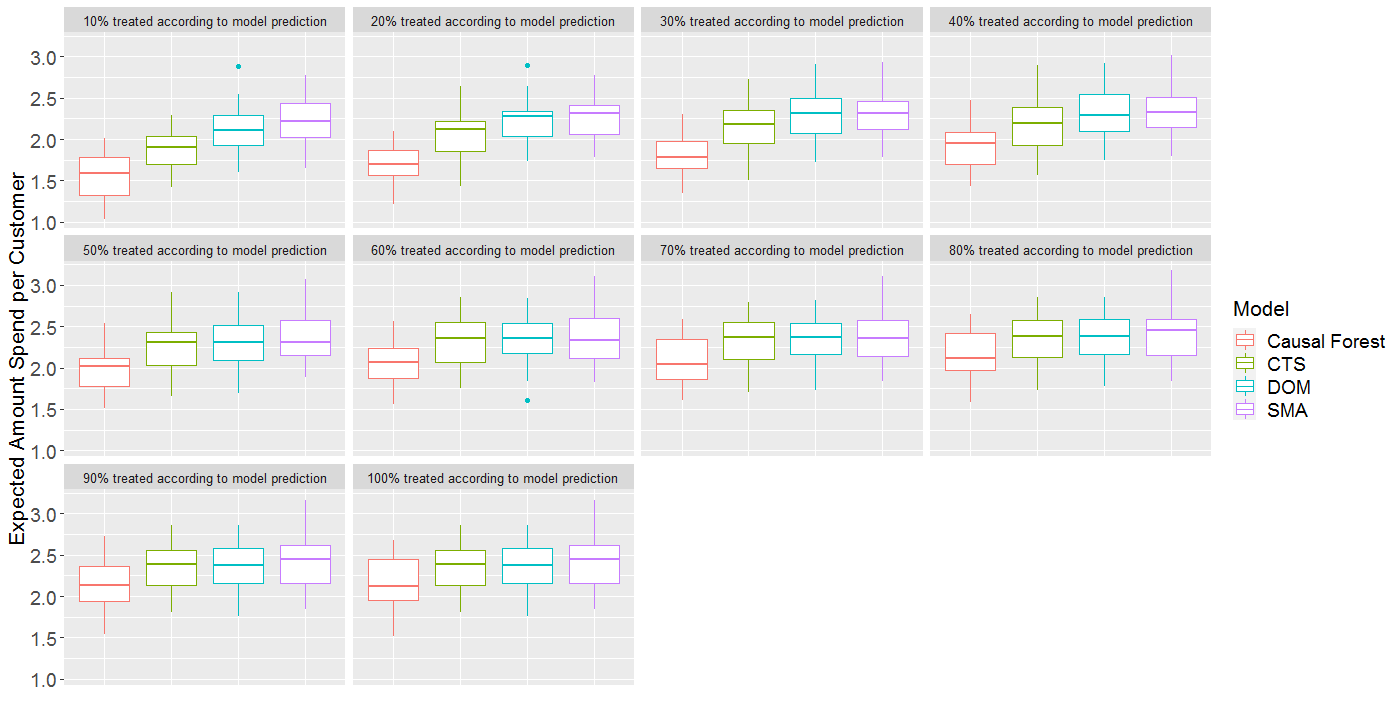 Expected Amount Spend per Customer
10% treated according to model prediction
20% treated according to model prediction
30% treated according to model prediction
40% treated according to model prediction
3.0
2.5
2.0
1.5
1.0
50% treated according to model prediction
60% treated according to model prediction
70% treated according to model prediction
80% treated according to model prediction
3.0
2.5
2.0
1.5
1.0
90% treated according to model prediction
100% treated according to model prediction
3.0
2.5
2.0
1.5
1.0
Model
Causal Forest
CTS
DOM
SMA